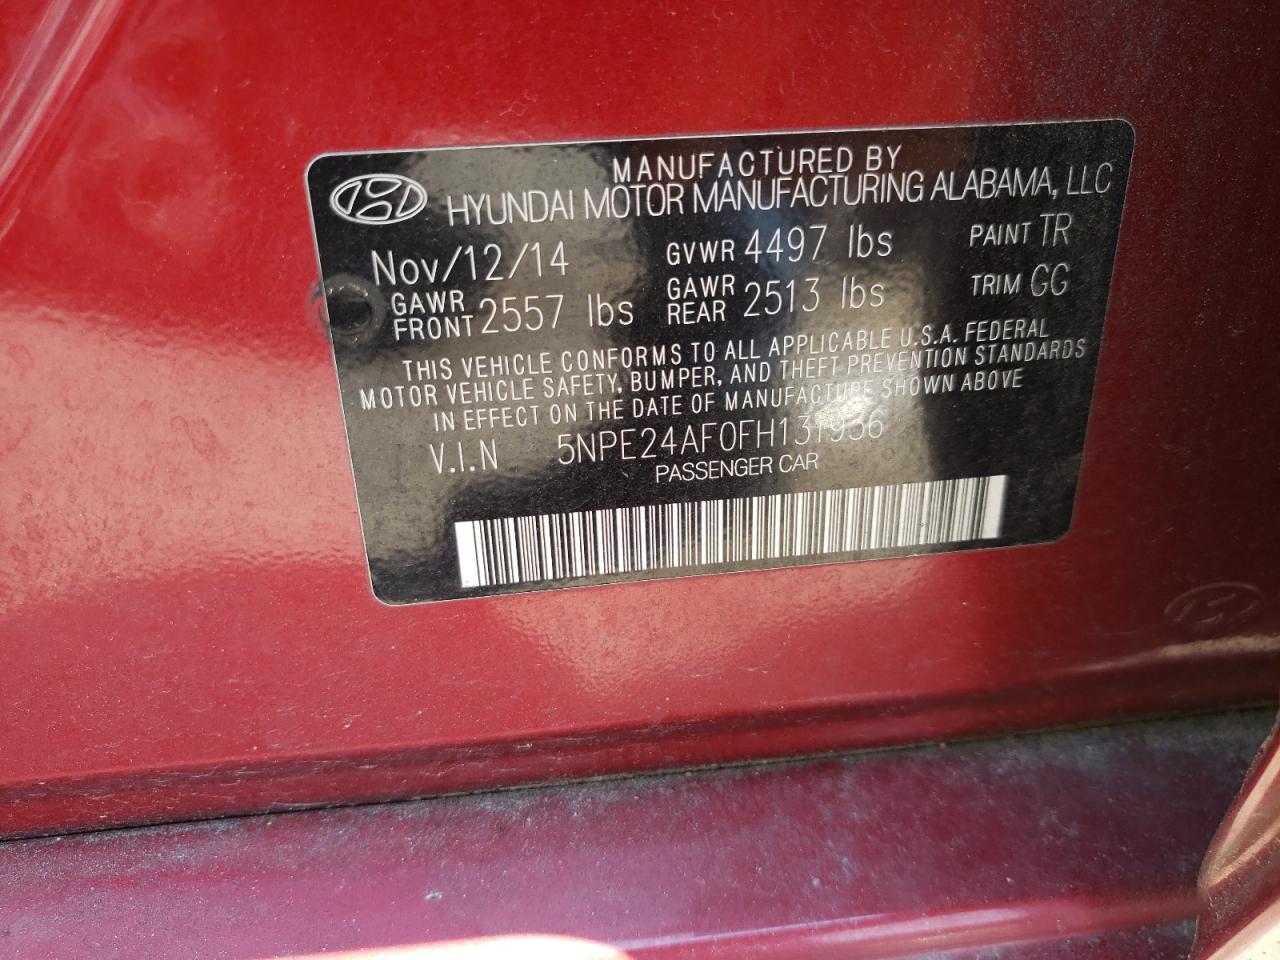 MANUFACTURED BY
HYUNDAI MOTOR MANUFACTURING ALABAMA, LLC
Nov/12/14 GVWR 4497 lbs PAINT TR
GAWR FRONT 2557 lbs GAWR REAR 2513 lbs TRIM GG
THIS VEHICLE CONFORMS TO ALL APPLICABLE U.S.A. FEDERAL
MOTOR VEHICLE SAFETY, BUMPER, AND THEFT PREVENTION STANDARDS
IN EFFECT ON THE DATE OF MANUFACTURE SHOWN ABOVE
V.I.N 5NPE24AF0FH131956
PASSENGER CAR